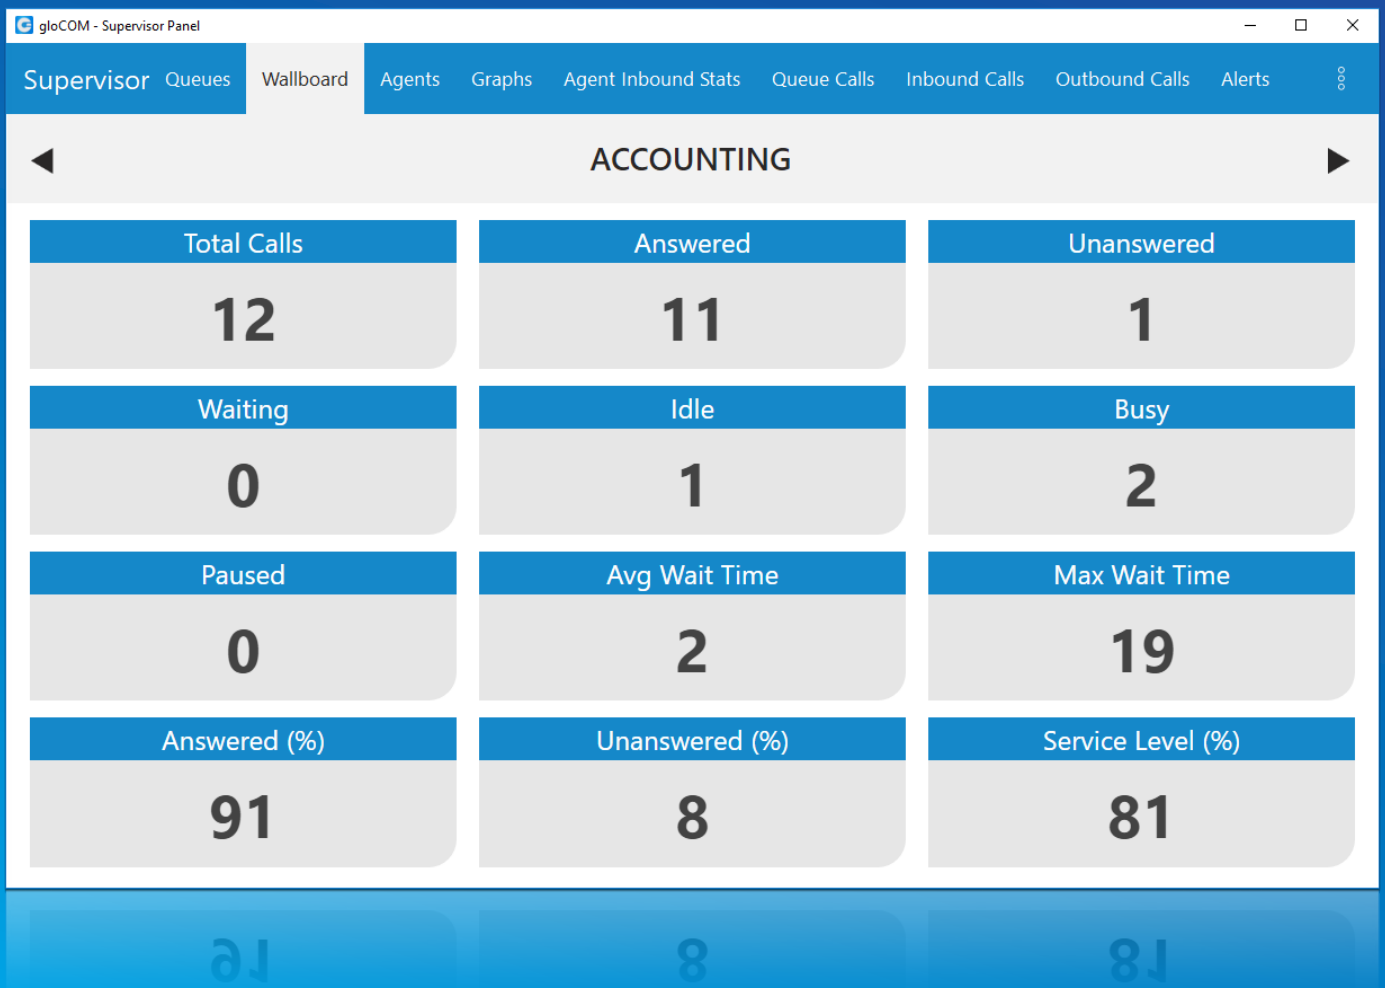 gloCOM - Supervisor Panel
Supervisor Queues Wallboard Agents Graphs Agent Inbound Stats Queue Calls Inbound Calls Outbound Calls Alerts
ACCOUNTING
Total Calls Answered Unanswered
12 11 1
Waiting Idle Busy
0 1 2
Paused Avg Wait Time Max Wait Time
0 2 19
Answered (%) Unanswered (%) Service Level (%)
91 8 81